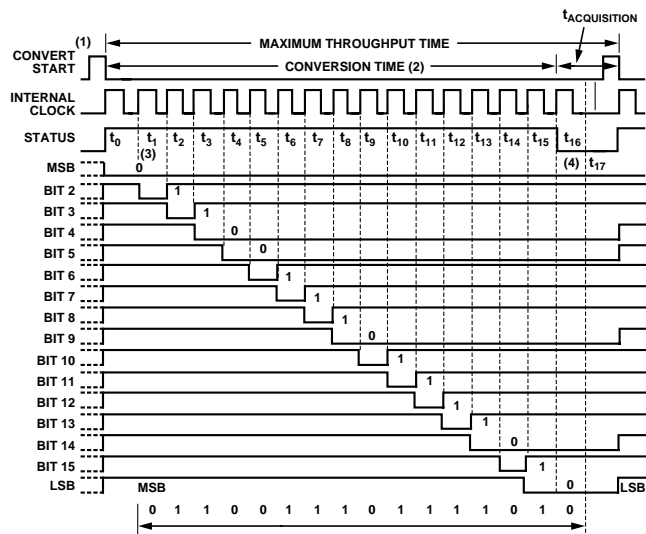 tACQUISITION
(1) MAXIMUM THROUGHPUT TIME
CONVERT START CONVERSION TIME (2)
INTERNAL CLOCK
STATUS t0 t1 t2 t3 t4 t5 t6 t7 t8 t9 t10 t11 t12 t13 t14 t15 t16
(3) (4) t17
MSB 0
BIT 2 1
BIT 3 1
BIT 4 0
BIT 5 0
BIT 6 1
BIT 7 1
BIT 8 1
BIT 9 0
BIT 10 1
BIT 11 1
BIT 12 1
BIT 13 1
BIT 14 0
BIT 15 1
LSB MSB 0 LSB
0 1 1 0 0 1 1 1 0 1 1 1 1 0 1 0